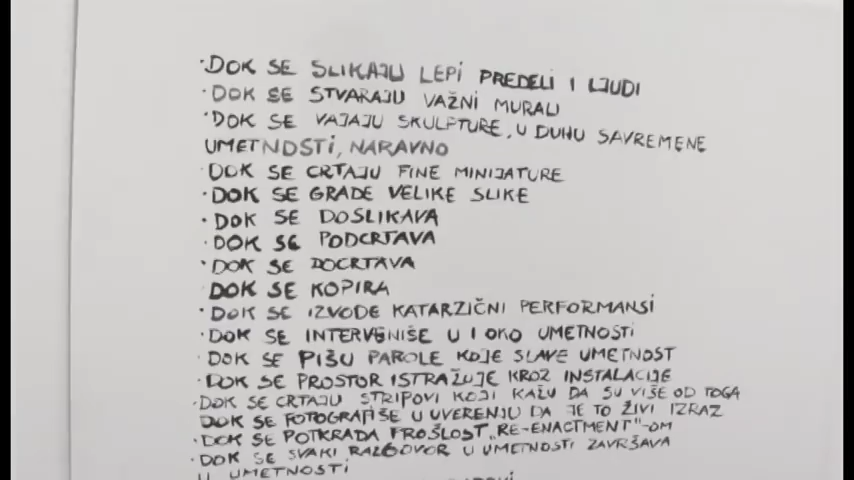 ·DOK SE SLIKAJU LEPI PREDELI I LJUDI
·DOK SE STVARAJU VAŽNI MURALI
·DOK SE VAJAJU SKULPTURE, U DUHU SAVREMENE
UMETNOSTI, NARAVNO
·DOK SE CRTAJU FINE MINIJATURE
·DOK SE GRADE VELIKE SLIKE
·DOK SE DOSLIKAVA
·DOK SE PODCRTAVA
·DOK SE DOCRTAVA
DOK SE KOPIRA
·DOK SE IZVODE KATARZIČNI PERFORMANSI
·DOK SE INTERVENIŠE U I OKO UMETNOSTI
·DOK SE PIŠU PAROLE KOJE SLAVE UMETNOST
·DOK SE PROSTOR ISTRAŽUJE KROZ INSTALACIJE
·DOK SE CRTAJU STRIPOVI KOJI KAŽU DA SU VIŠE OD TOGA
DOK SE FOTOGRAFIŠE U UVERENJU DA JE TO ŽIVI IZRAZ
·DOK SE POTKRADA PROŠLOST „RE-ENACTMENT"-OM
·DOK SE SVAKI RAZGOVOR U UMETNOSTI ZAVRŠAVA
U UMETNOSTI